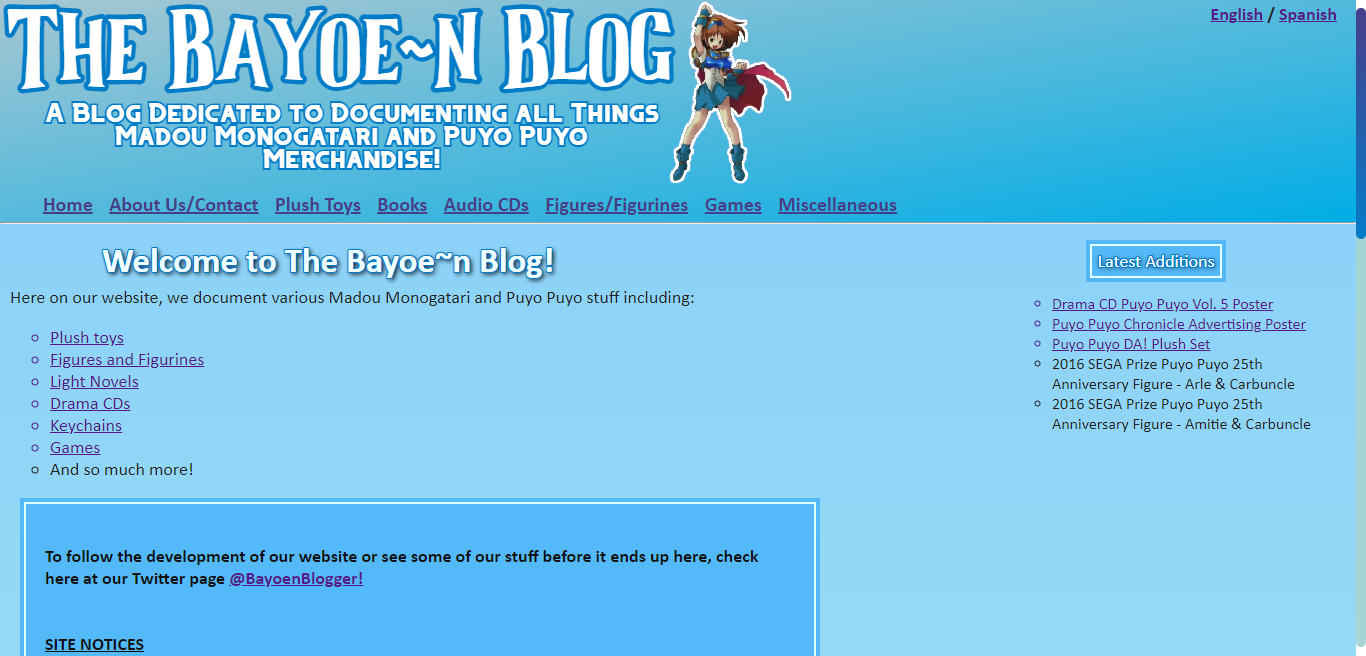 The Bayoe~n Blog
A Blog Dedicated to Documenting all Things
Madou Monogatari and Puyo Puyo
Merchandise!
English / Spanish
Home About Us/Contact Plush Toys Books Audio CDs Figures/Figurines Games Miscellaneous
Welcome to The Bayoe~n Blog!
Here on our website, we document various Madou Monogatari and Puyo Puyo stuff including:
Plush toys
Figures and Figurines
Light Novels
Drama CDs
Keychains
Games
And so much more!
To follow the development of our website or see some of our stuff before it ends up here, check
here at our Twitter page @BayoenBlogger!
SITE NOTICES
Latest Additions
Drama CD Puyo Puyo Vol. 5 Poster
Puyo Puyo Chronicle Advertising Poster
Puyo Puyo DA! Plush Set
2016 SEGA Prize Puyo Puyo 25th
Anniversary Figure - Arle & Carbuncle
2016 SEGA Prize Puyo Puyo 25th
Anniversary Figure - Amitie & Carbuncle